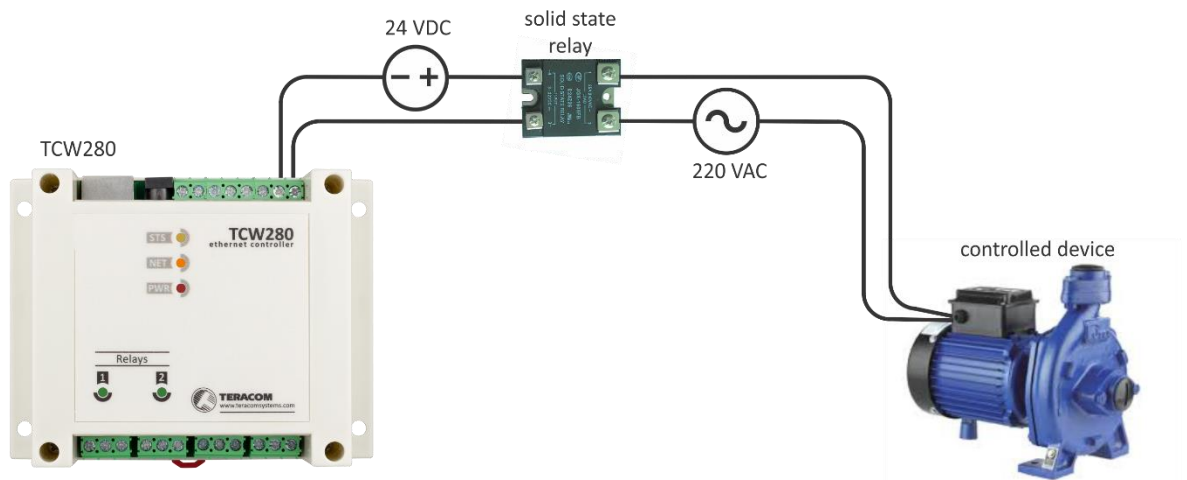 24 VDC
solid state
relay
220 VAC
TCW280
STS
TCW280
ethernet controller
NET
PWR
Relays
1
2
TERACOM
www.teracomsystems.com
controlled device